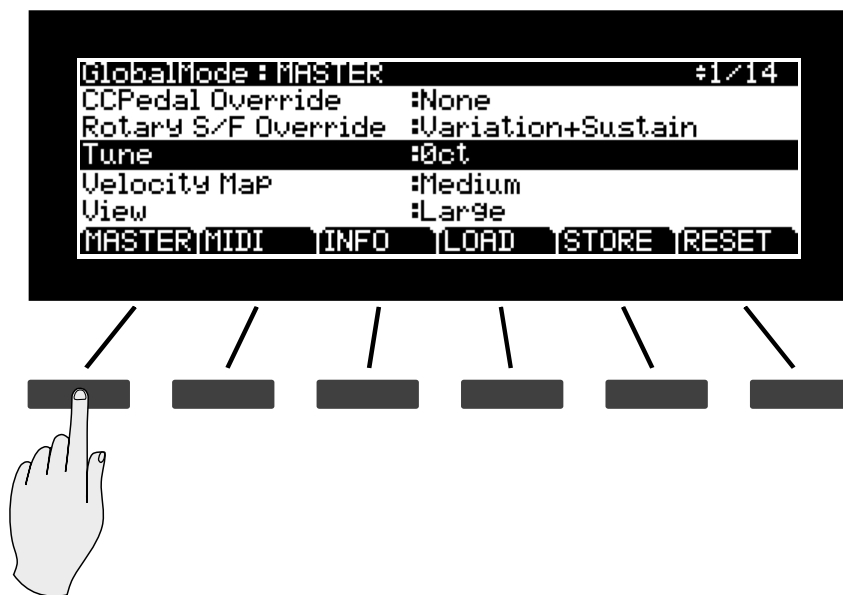 GlobalMode:MASTER ÷1/14
CCPedal Override :None
Rotary S/F Override :Variation+Sustain
Tune :0ct
Velocity Map :Medium
View :Large
MASTER MIDI INFO LOAD STORE RESET